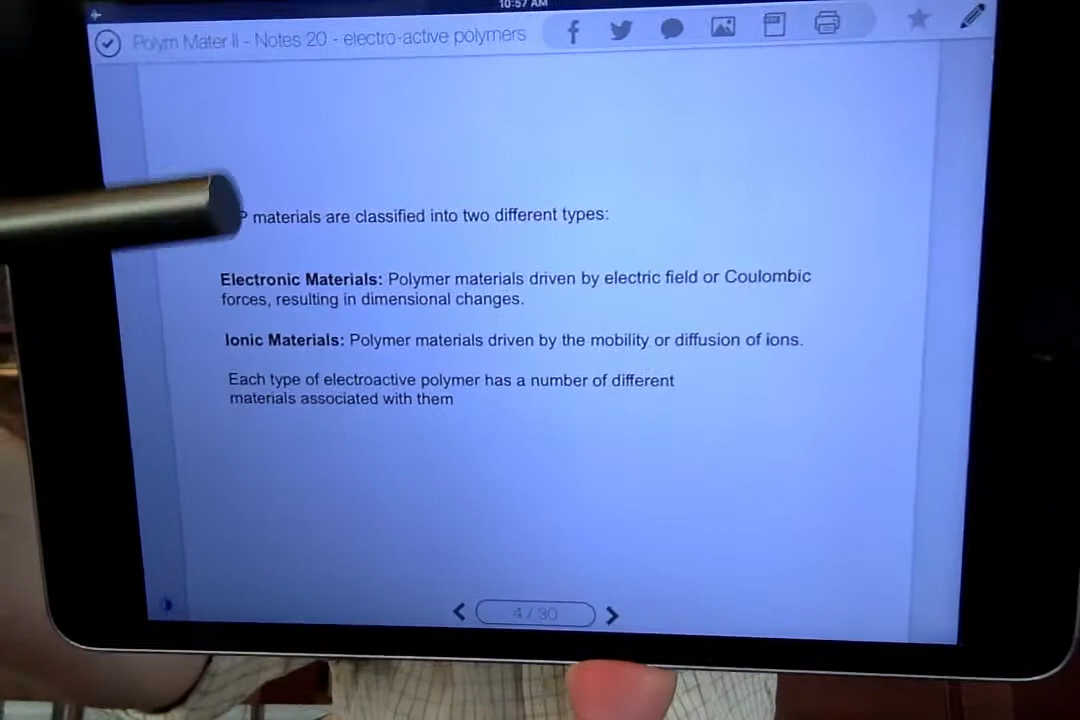 10:57 AM
Polym Mater II - Notes 20 - electro-active polymers
P materials are classified into two different types:
Electronic Materials: Polymer materials driven by electric field or Coulombic
forces, resulting in dimensional changes.
Ionic Materials: Polymer materials driven by the mobility or diffusion of ions.
Each type of electroactive polymer has a number of different
materials associated with them
4 / 30